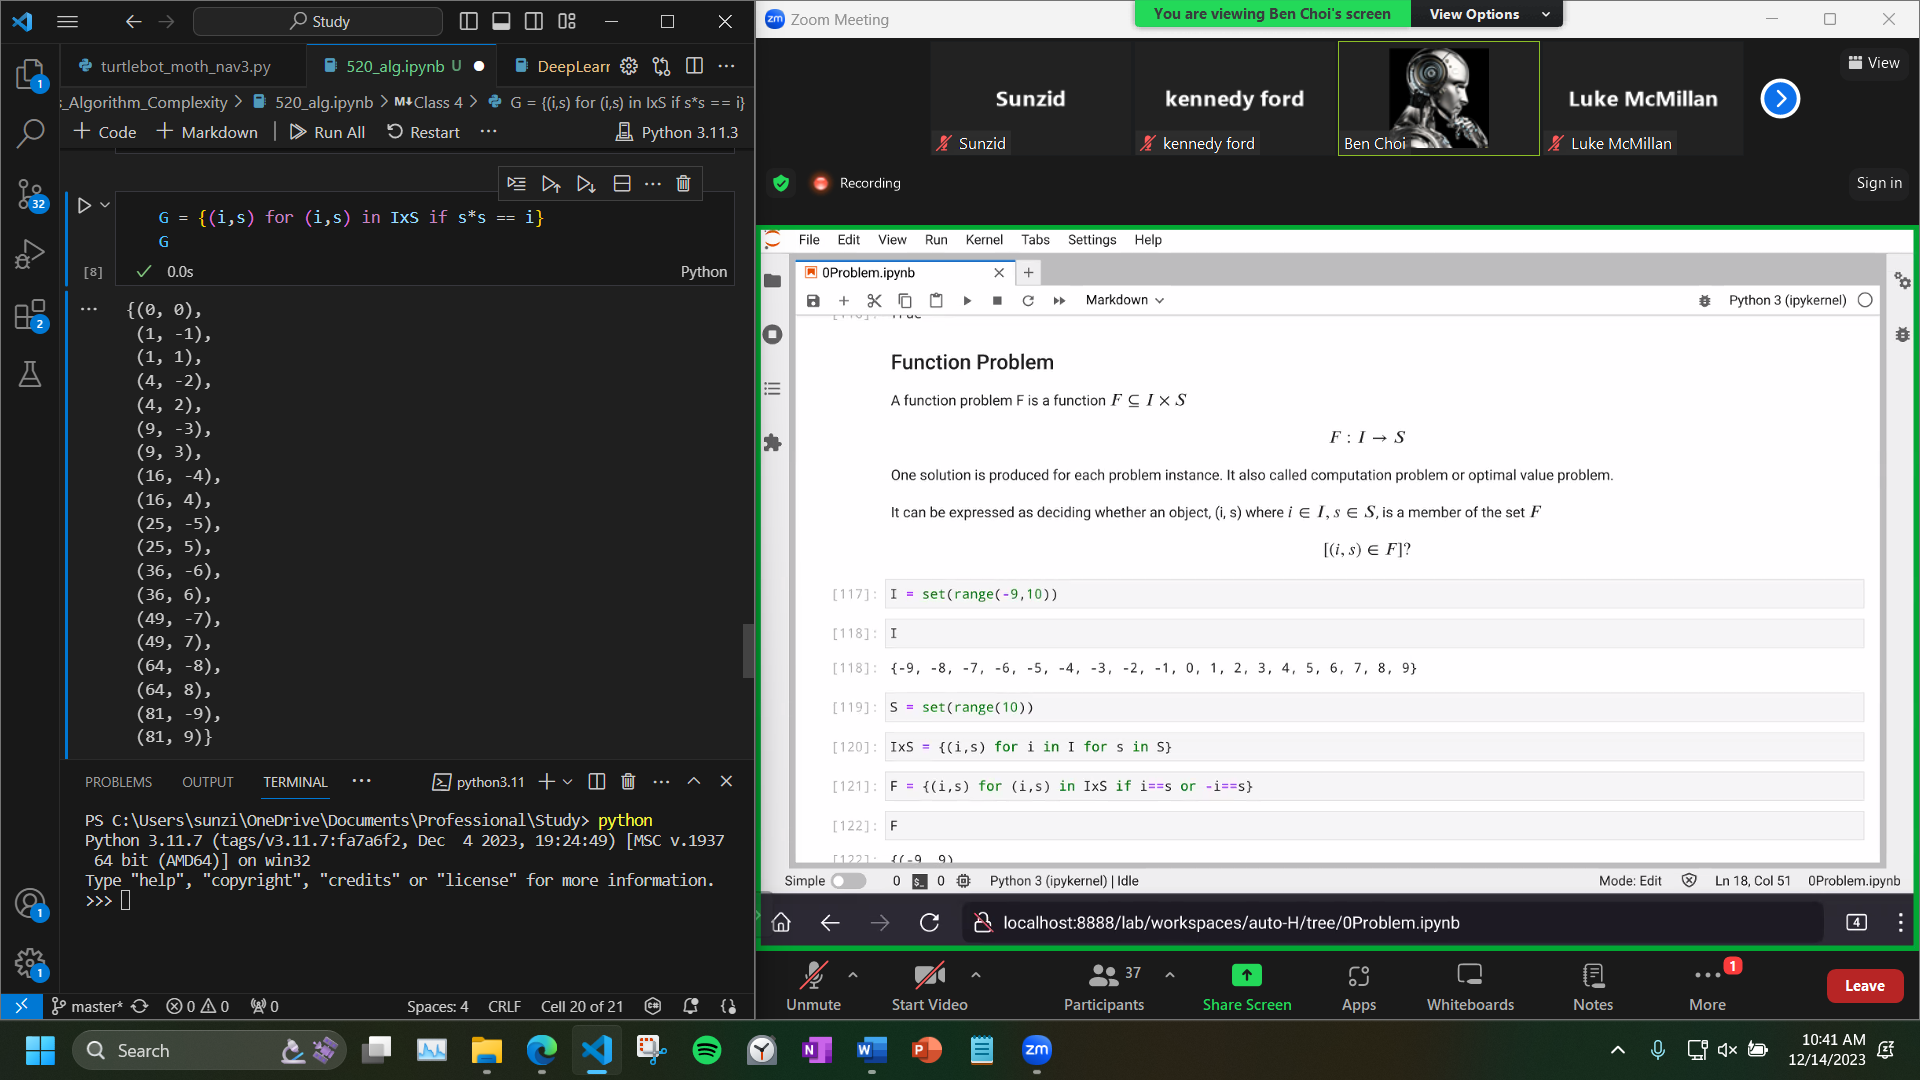 Study
turtlebot_moth_nav3.py
520_alg.ipynb U
DeepLearr
s_Algorithm_Complexity > 520_alg.ipynb > M↓Class 4 > G = {(i,s) for (i,s) in IxS if s*s == i}
+ Code + Markdown Run All Restart ... Python 3.11.3
G = {(i,s) for (i,s) in IxS if s*s == i}
G
[8] 0.0s Python
{(0, 0),
(1, -1),
(1, 1),
(4, -2),
(4, 2),
(9, -3),
(9, 3),
(16, -4),
(16, 4),
(25, -5),
(25, 5),
(36, -6),
(36, 6),
(49, -7),
(49, 7),
(64, -8),
(64, 8),
(81, -9),
(81, 9)}
1
32
2
1
1
PROBLEMS OUTPUT TERMINAL ... python3.11
PS C:\Users\sunzi\OneDrive\Documents\Professional\Study> python
Python 3.11.7 (tags/v3.11.7:fa7a6f2, Dec  4 2023, 19:24:49) [MSC v.1937
 64 bit (AMD64)] on win32
Type "help", "copyright", "credits" or "license" for more information.
>>>
master* 0 0 0 Spaces: 4 CRLF Cell 20 of 21
Zoom Meeting
You are viewing Ben Choi's screen View Options
Sunzid
Sunzid
kennedy ford
kennedy ford
Ben Choi
Luke McMillan
Luke McMillan
View
Recording
Sign in
File Edit View Run Kernel Tabs Settings Help
0Problem.ipynb
Markdown
Python 3 (ipykernel)
Function Problem
A function problem F is a function F ⊆ I × S
F : I → S
One solution is produced for each problem instance. It also called computation problem or optimal value problem.
It can be expressed as deciding whether an object, (i, s) where i ∈ I, s ∈ S, is a member of the set F
[(i, s) ∈ F]?
[117]: I = set(range(-9,10))
[118]: I
[118]: {-9, -8, -7, -6, -5, -4, -3, -2, -1, 0, 1, 2, 3, 4, 5, 6, 7, 8, 9}
[119]: S = set(range(10))
[120]: IxS = {(i,s) for i in I for s in S}
[121]: F = {(i,s) for (i,s) in IxS if i==s or -i==s}
[122]: F
[122]: {(-9, 9),
Simple 0 0 Python 3 (ipykernel) | Idle Mode: Edit Ln 18, Col 51 0Problem.ipynb
localhost:8888/lab/workspaces/auto-H/tree/0Problem.ipynb 4
Unmute
Start Video
37
Participants
Share Screen
Apps
Whiteboards
Notes
1
More
Leave
Search
zm
10:41 AM
12/14/2023